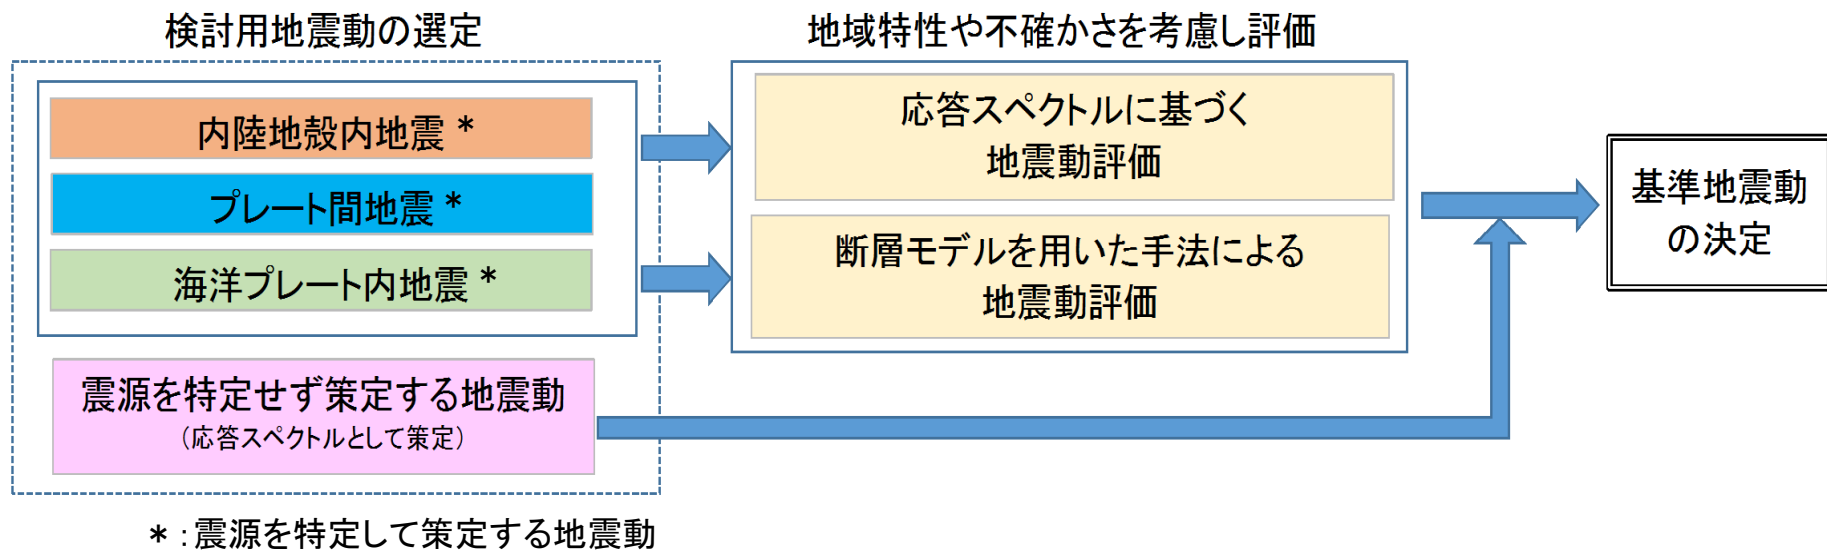 検討用地震動の選定
内陸地殻内地震 *
プレート間地震 *
海洋プレート内地震 *
震源を特定せず策定する地震動
（応答スペクトルとして策定）
* ：震源を特定して策定する地震動
地域特性や不確かさを考慮し評価
応答スペクトルに基づく
地震動評価
断層モデルを用いた手法による
地震動評価
基準地震動
の決定